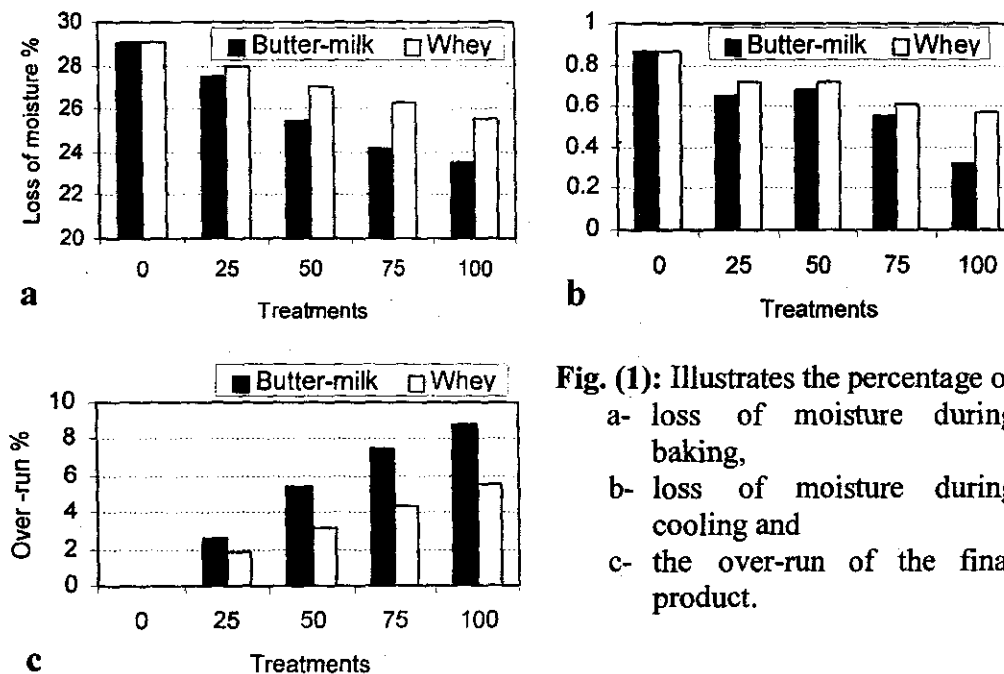 Loss of moisture %
30
28
26
24
22
20
Butter-milk Whey
0 25 50 75 100
Treatments
a
1
0.8
0.6
0.4
0.2
0
Butter-milk Whey
0 25 50 75 100
Treatments
b
Over -run %
Butter-milk Whey
10
8
6
4
2
0
0 25 50 75 100
Treatments
c
Fig. (1): Illustrates the percentage o
a- loss of moisture during
baking,
b- loss of moisture during
cooling and
c- the over-run of the fina
product.